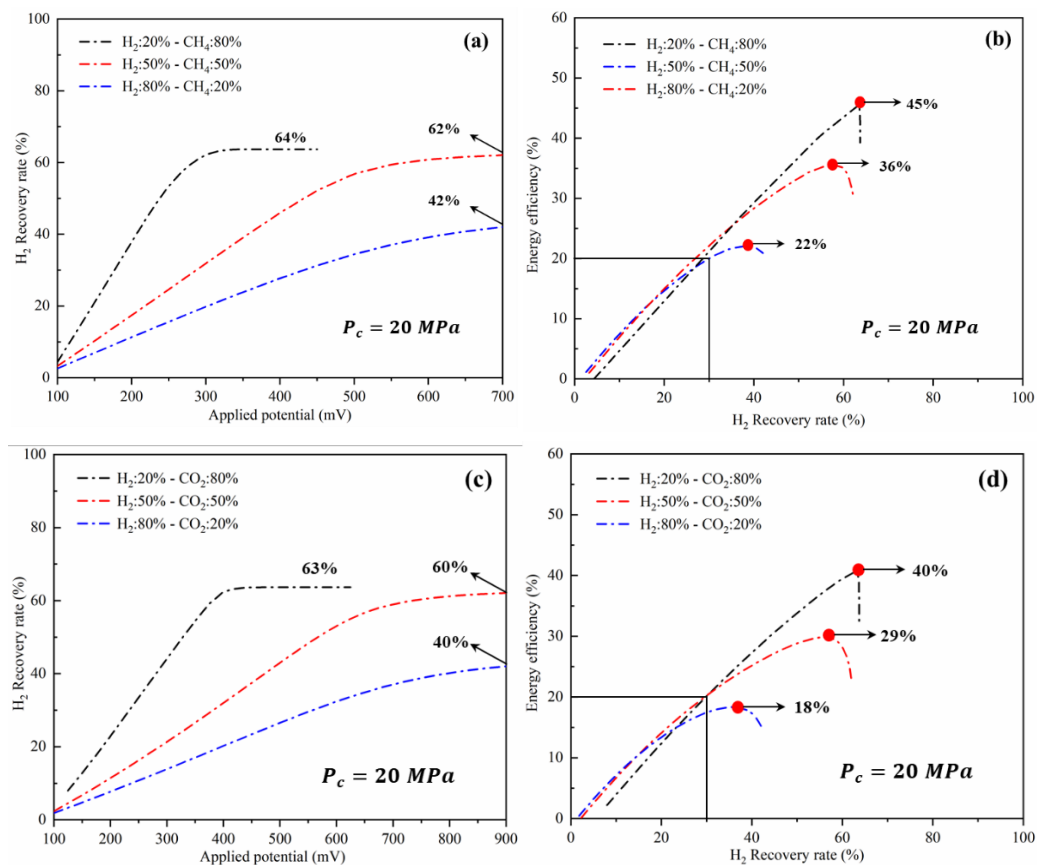 (a)
H₂:20% - CH₄:80%
H₂:50% - CH₄:50%
H₂:80% - CH₄:20%
64%
62%
42%
P_c = 20 MPa
H₂ Recovery rate (%)
0
20
40
60
80
100
100
200
300
400
500
600
700
Applied potential (mV)
(b)
H₂:20% - CH₄:80%
H₂:50% - CH₄:50%
H₂:80% - CH₄:20%
45%
36%
22%
P_c = 20 MPa
Energy efficiency (%)
0
10
20
30
40
50
60
0
20
40
60
80
100
H₂ Recovery rate (%)
(c)
H₂:20% - CO₂:80%
H₂:50% - CO₂:50%
H₂:80% - CO₂:20%
63%
60%
40%
P_c = 20 MPa
H₂ Recovery rate (%)
0
20
40
60
80
100
100
200
300
400
500
600
700
800
900
Applied potential (mV)
(d)
H₂:20% - CO₂:80%
H₂:50% - CO₂:50%
H₂:80% - CO₂:20%
40%
29%
18%
P_c = 20 MPa
Energy efficiency (%)
0
10
20
30
40
50
60
0
20
40
60
80
100
H₂ Recovery rate (%)